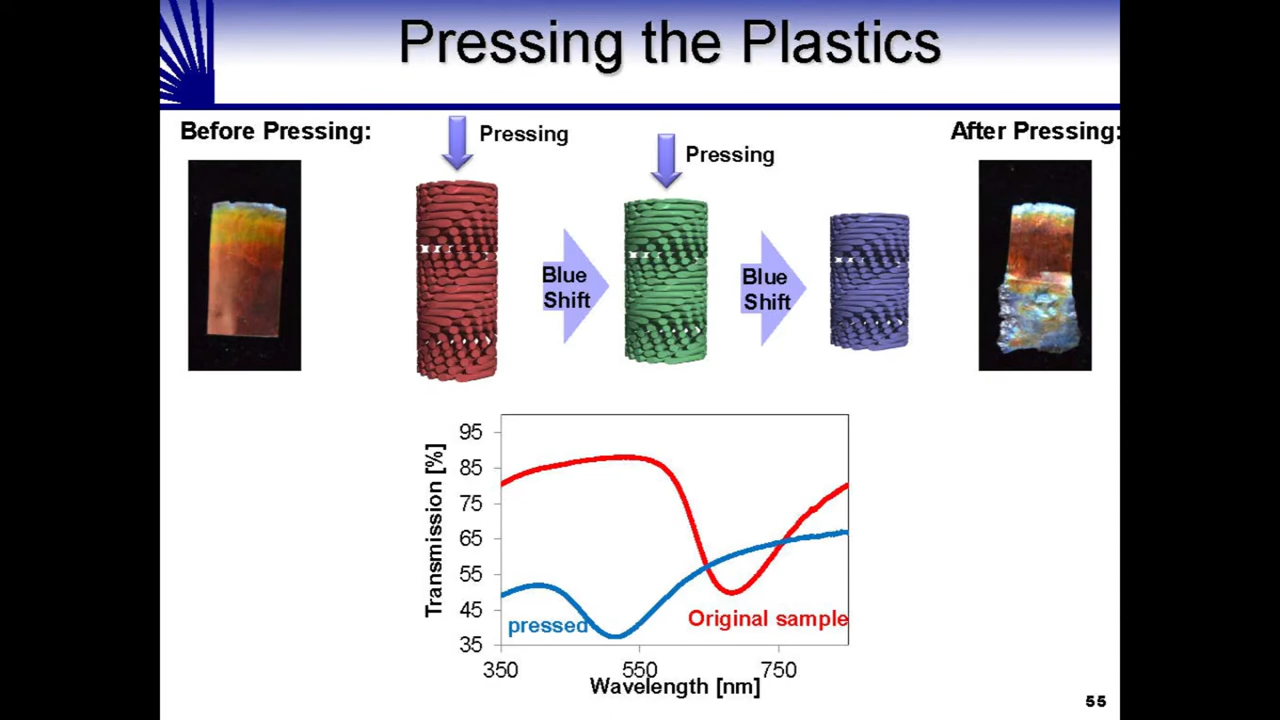 Pressing the Plastics
Before Pressing:
Pressing
Pressing
After Pressing:
Blue
Shift
Blue
Shift
95
85
75
65
55
45
35
Transmission [%]
pressed
Original sample
350
550
750
Wavelength [nm]
55